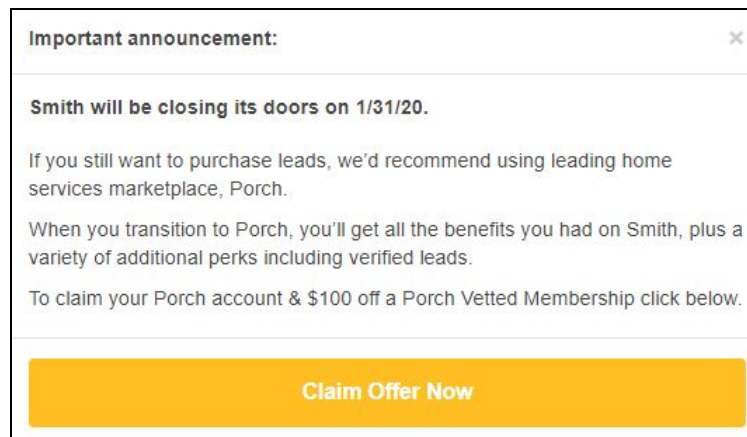 Important announcement:
×
Smith will be closing its doors on 1/31/20.
If you still want to purchase leads, we'd recommend using leading home
services marketplace, Porch.
When you transition to Porch, you'll get all the benefits you had on Smith, plus a
variety of additional perks including verified leads.
To claim your Porch account & $100 off a Porch Vetted Membership click below.
Claim Offer Now